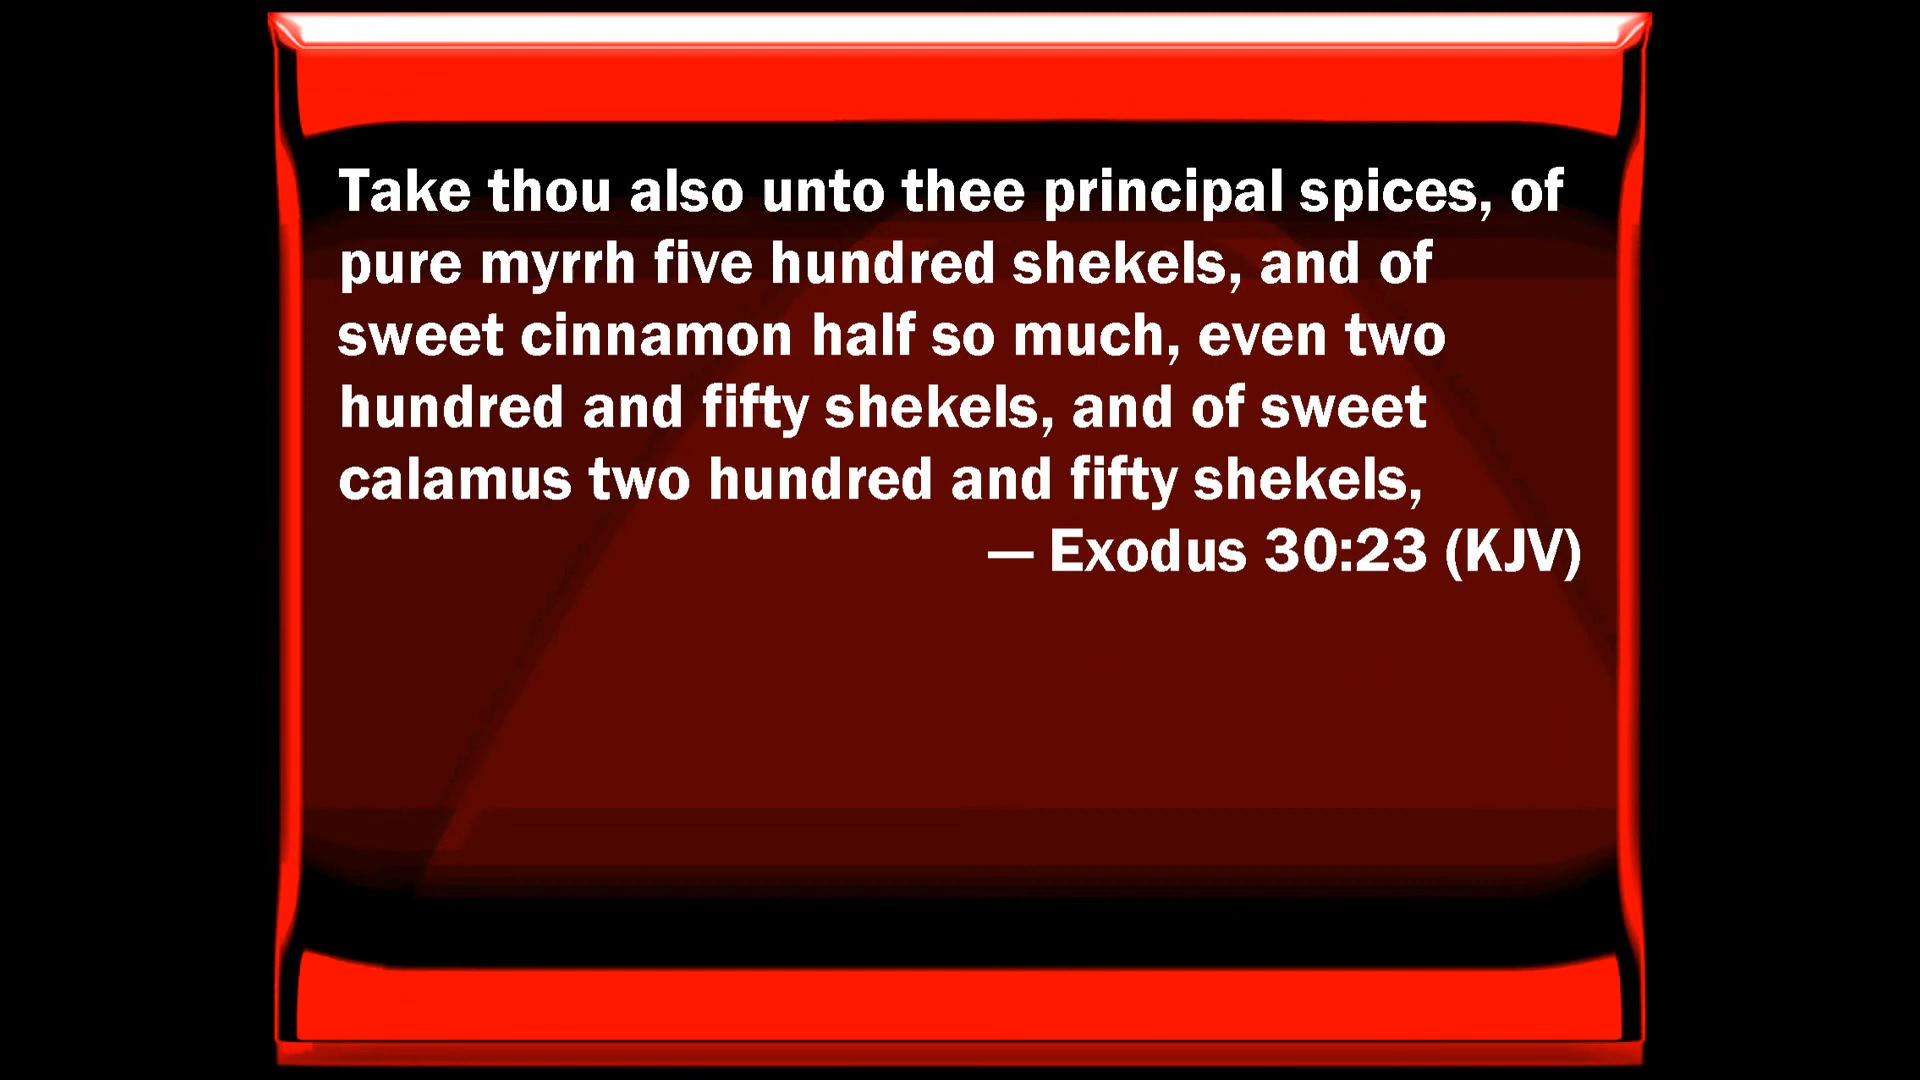 Take thou also unto thee principal spices, of
pure myrrh five hundred shekels, and of
sweet cinnamon half so much, even two
hundred and fifty shekels, and of sweet
calamus two hundred and fifty shekels,
— Exodus 30:23 (KJV)